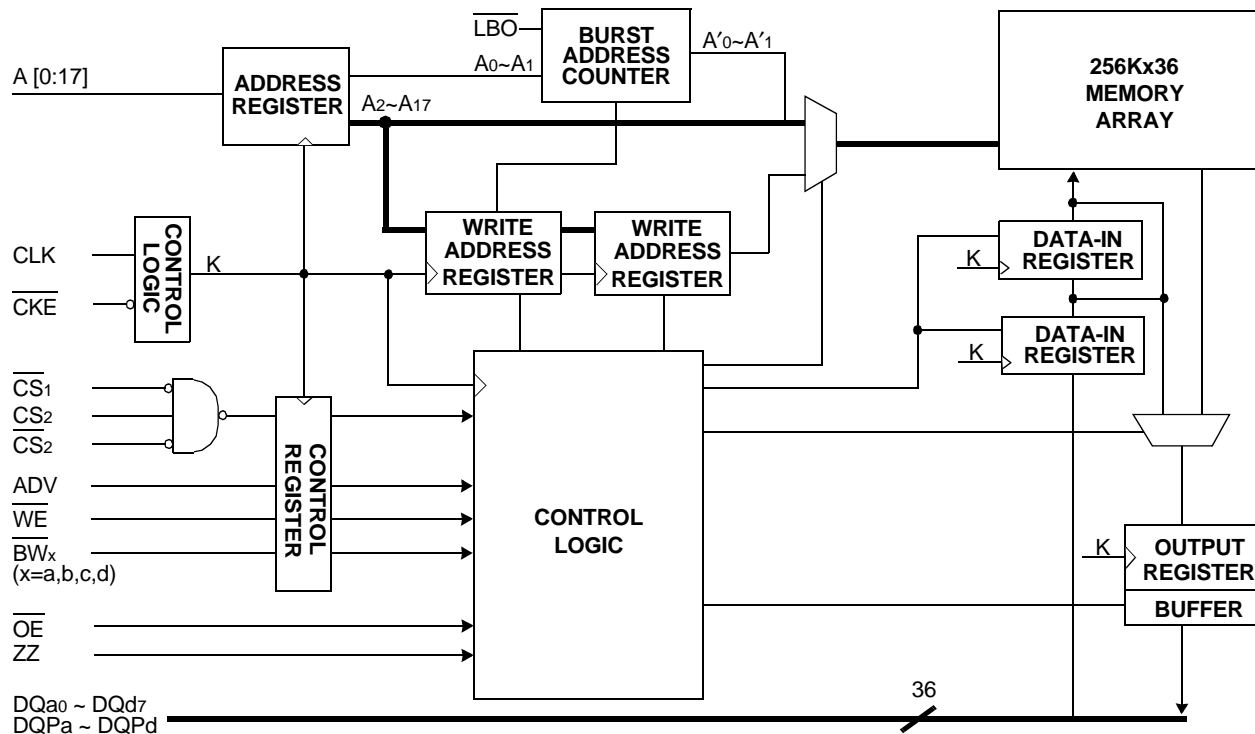 LBO
BURST
ADDRESS
COUNTER
A′0~A′1
A [0:17]
ADDRESS
REGISTER
A0~A1
A2~A17
256Kx36
MEMORY
ARRAY
WRITE
ADDRESS
REGISTER
WRITE
ADDRESS
REGISTER
CLK
CKE
CONTROL
LOGIC
K
DATA-IN
REGISTER
K
DATA-IN
REGISTER
K
CS1
CS2
CS2
ADV
WE
BWx
(x=a,b,c,d)
CONTROL
REGISTER
CONTROL
LOGIC
K
OUTPUT
REGISTER
BUFFER
OE
ZZ
DQa0 ~ DQd7
DQPa ~ DQPd
36